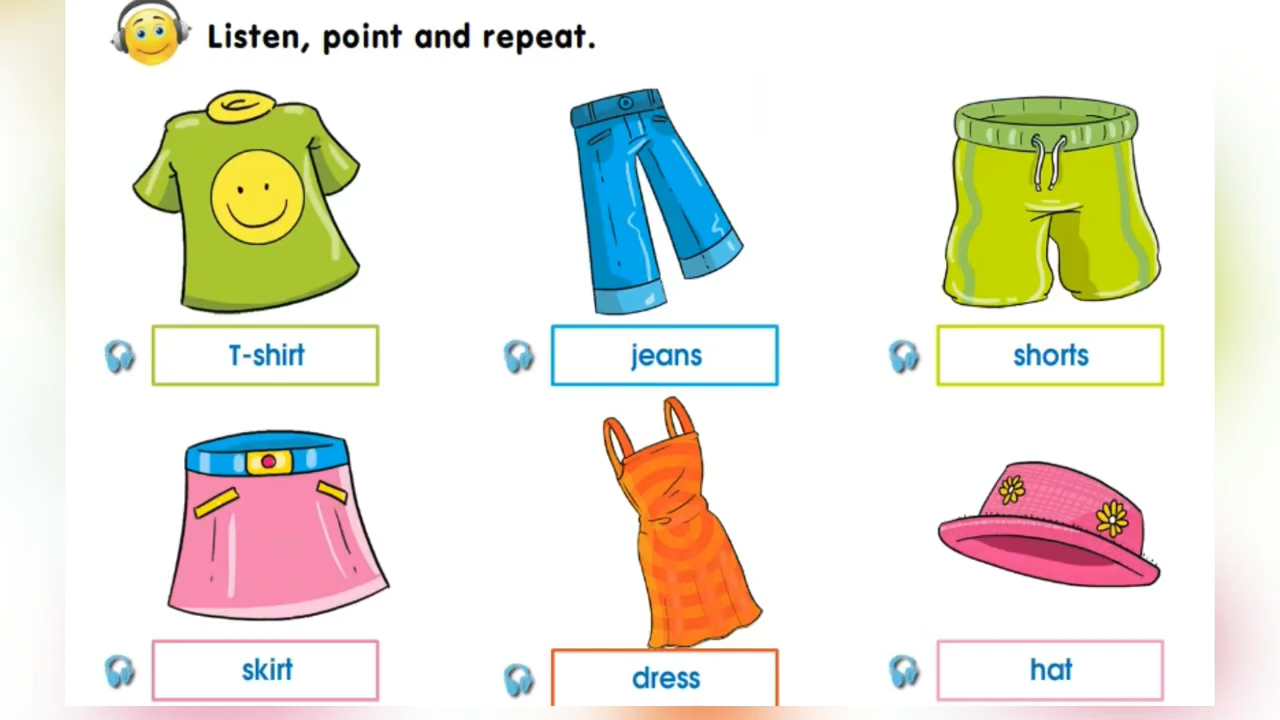 Listen, point and repeat.
T-shirt
jeans
shorts
skirt
dress
hat